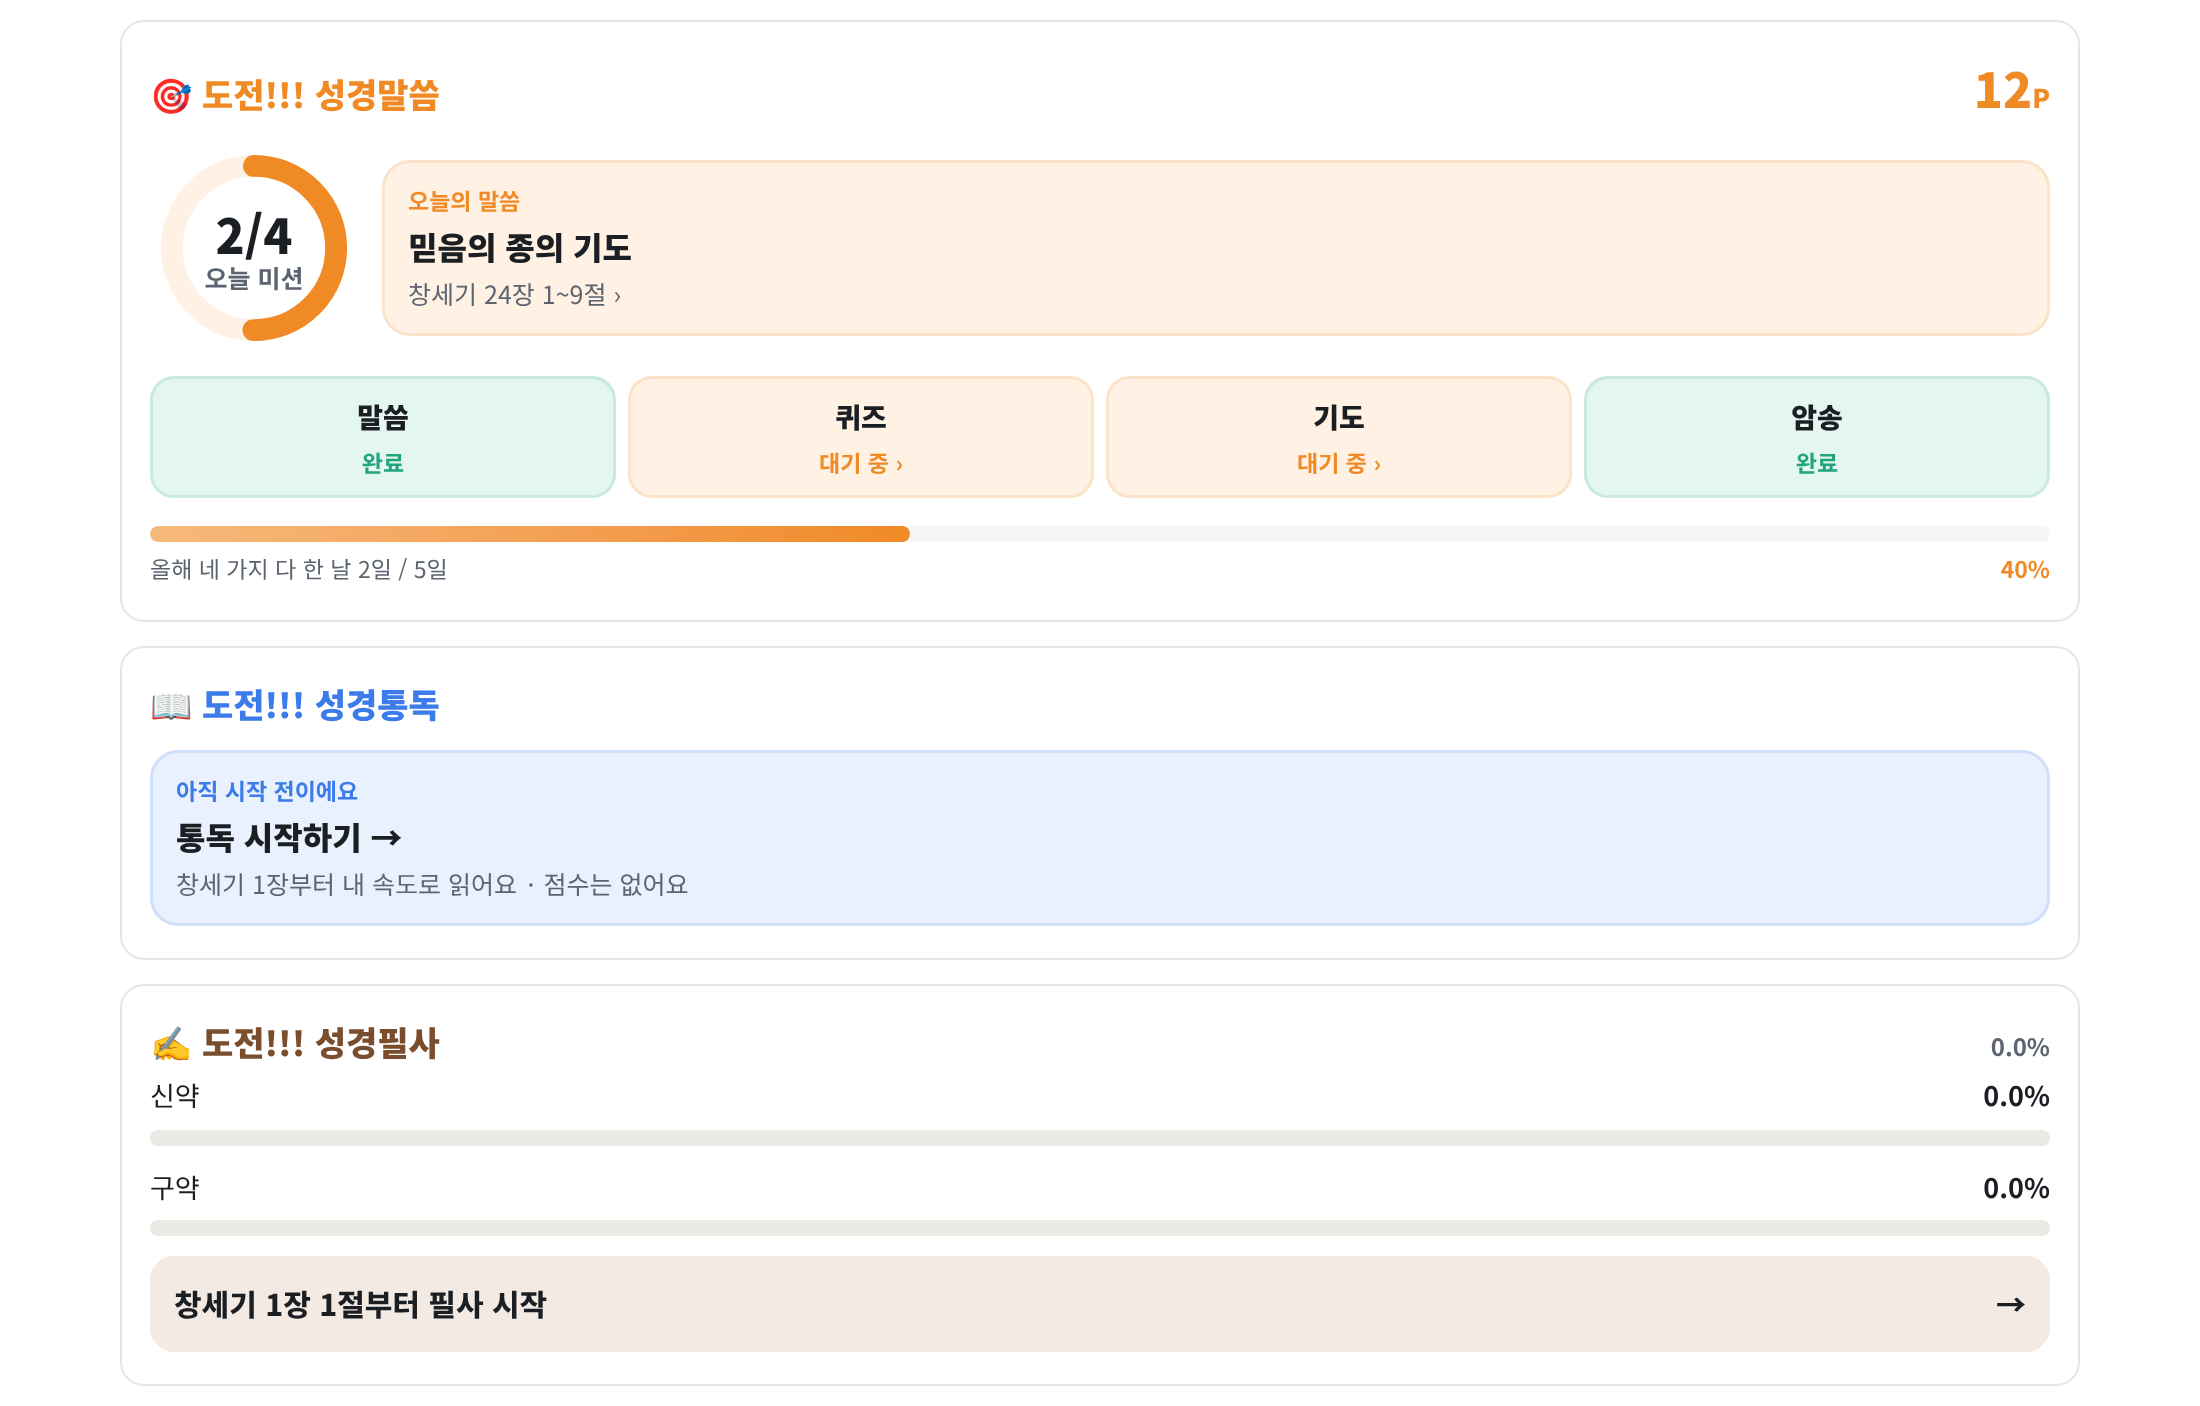 🎯 도전!!! 성경말씀
12P
2/4
오늘 미션
오늘의 말씀
믿음의 종의 기도
창세기 24장 1~9절 ›
말씀
완료
퀴즈
대기 중 ›
기도
대기 중 ›
암송
완료
올해 네 가지 다 한 날 2일 / 5일
40%
📖 도전!!! 성경통독
아직 시작 전이에요
통독 시작하기 →
창세기 1장부터 내 속도로 읽어요 · 점수는 없어요
✍️ 도전!!! 성경필사
0.0%
신약
0.0%
구약
0.0%
창세기 1장 1절부터 필사 시작 →